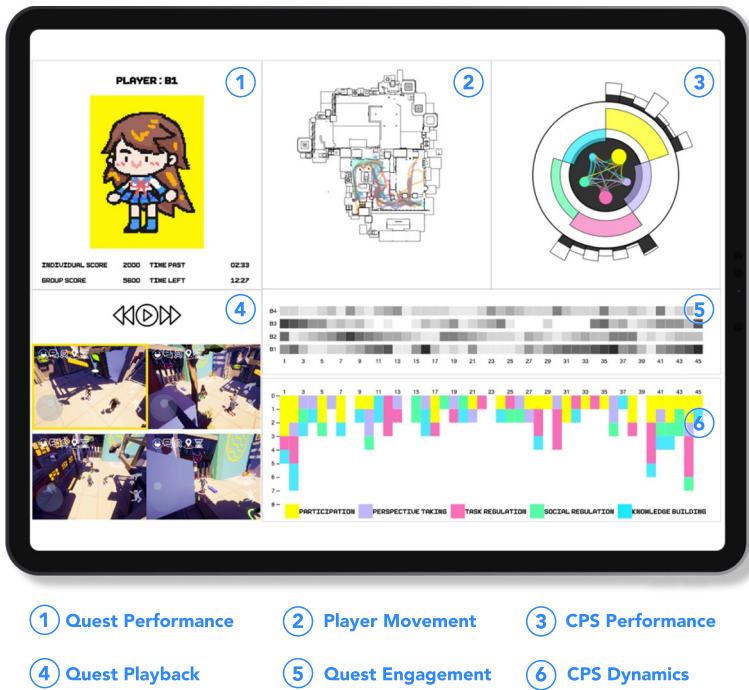 PLAYER : B1
1
2
3
INDIVIDUAL SCORE 2000 TIME PAST 02:33
GROUP SCORE 5600 TIME LEFT 12:27
4
5
B4
B3
B2
B1
1 3 5 7 9 11 13 15 17 19 21 23 25 27 29 31 33 35 37 39 41 43 45
1 3 5 7 9 11 13 15 17 19 21 23 25 27 29 31 33 35 37 39 41 43 45
0
1
2
3
4
5
6
7
8
6
PARTICIPATION PERSPECTIVE TAKING TASK REGULATION SOCIAL REGULATION KNOWLEDGE BUILDING
1 Quest Performance 2 Player Movement 3 CPS Performance
4 Quest Playback 5 Quest Engagement 6 CPS Dynamics